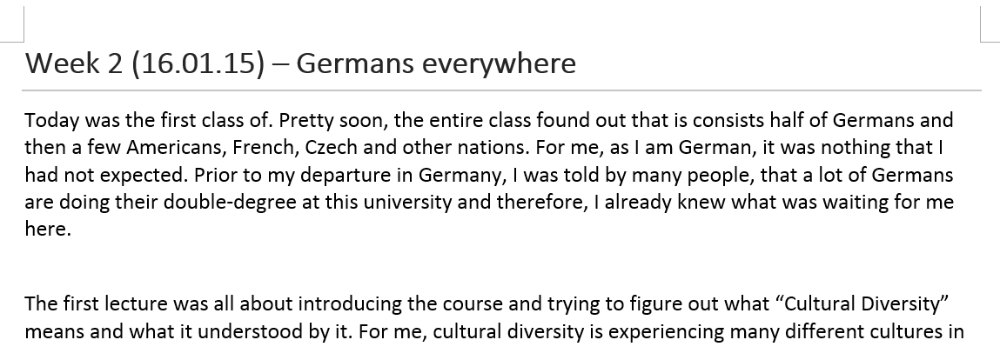 Week 2 (16.01.15) – Germans everywhere
Today was the first class of. Pretty soon, the entire class found out that is consists half of Germans and
then a few Americans, French, Czech and other nations. For me, as I am German, it was nothing that I
had not expected. Prior to my departure in Germany, I was told by many people, that a lot of Germans
are doing their double-degree at this university and therefore, I already knew what was waiting for me
here.
The first lecture was all about introducing the course and trying to figure out what “Cultural Diversity”
means and what it understood by it. For me, cultural diversity is experiencing many different cultures in